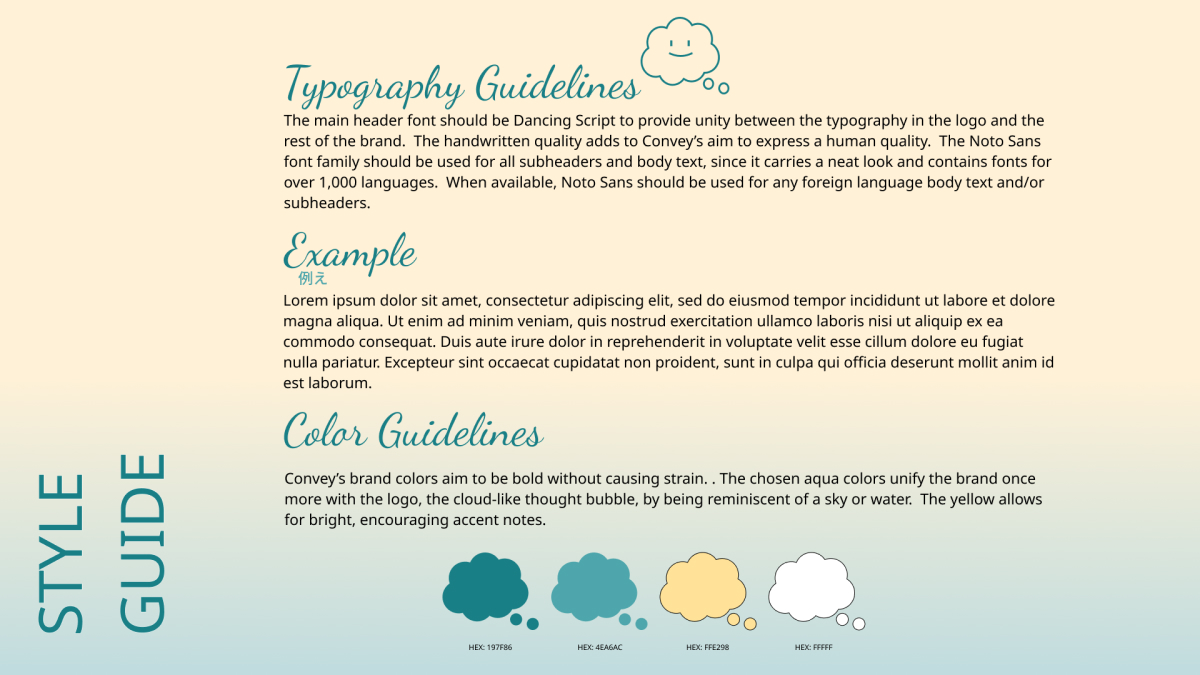 Typography Guidelines
The main header font should be Dancing Script to provide unity between the typography in the logo and the
rest of the brand.  The handwritten quality adds to Convey’s aim to express a human quality.  The Noto Sans
font family should be used for all subheaders and body text, since it carries a neat look and contains fonts for
over 1,000 languages.  When available, Noto Sans should be used for any foreign language body text and/or
subheaders.
Example
例え
Lorem ipsum dolor sit amet, consectetur adipiscing elit, sed do eiusmod tempor incididunt ut labore et dolore
magna aliqua. Ut enim ad minim veniam, quis nostrud exercitation ullamco laboris nisi ut aliquip ex ea
commodo consequat. Duis aute irure dolor in reprehenderit in voluptate velit esse cillum dolore eu fugiat
nulla pariatur. Excepteur sint occaecat cupidatat non proident, sunt in culpa qui officia deserunt mollit anim id
est laborum.
Color Guidelines
Convey’s brand colors aim to be bold without causing strain. . The chosen aqua colors unify the brand once
more with the logo, the cloud-like thought bubble, by being reminiscent of a sky or water.  The yellow allows
for bright, encouraging accent notes.
HEX: 197F86
HEX: 4EA6AC
HEX: FFE298
HEX: FFFFF
STYLE
GUIDE